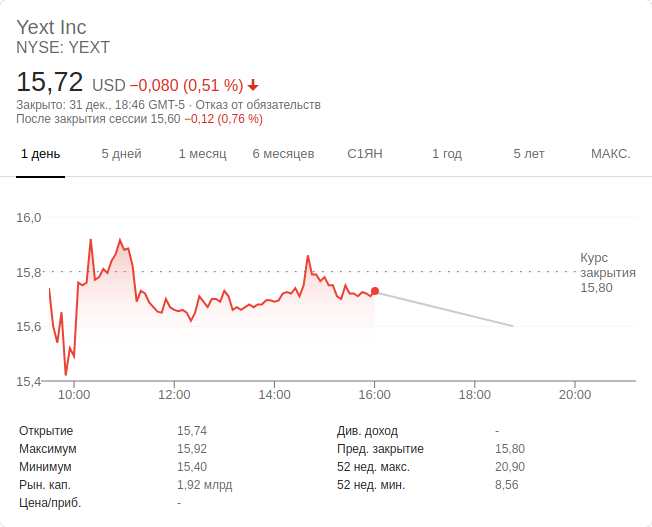 Yext Inc
NYSE: YEXT
15,72 USD −0,080 (0,51 %)
Закрыто: 31 дек., 18:46 GMT-5 · Отказ от обязательств
После закрытия сессии 15,60 −0,12 (0,76 %)
1 день 5 дней 1 месяц 6 месяцев С1ЯН 1 год 5 лет МАКС.
16,0
15,8
15,6
15,4
Курс
закрытия
15,80
10:00 12:00 14:00 16:00 18:00 20:00
Открытие 15,74
Максимум 15,92
Минимум 15,40
Рын. кап. 1,92 млрд
Цена/приб. -
Див. доход -
Пред. закрытие 15,80
52 нед. макс. 20,90
52 нед. мин. 8,56